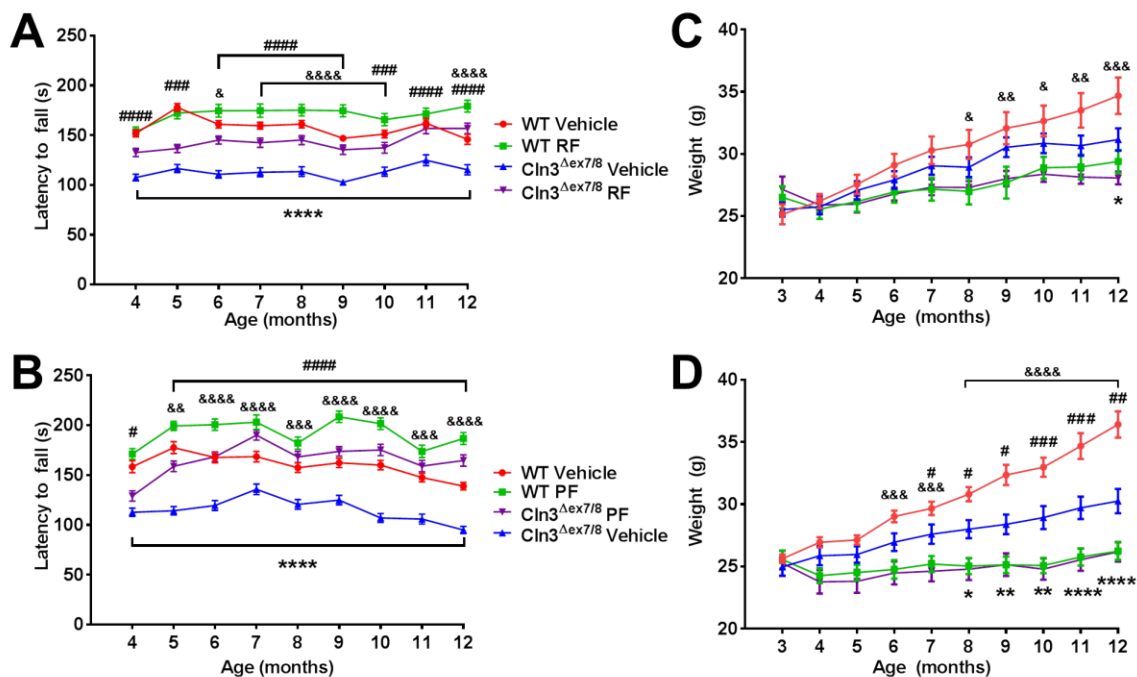 A
250
200
150
100
50
0
Latency to fall (s)
####
###
####
&
&&&&
###
####
&&&&
####
****
4 5 6 7 8 9 10 11 12
Age (months)
WT Vehicle
WT RF
Cln3Δex7/8 Vehicle
Cln3Δex7/8 RF
C
40
35
30
25
20
Weight (g)
&
&&
&
&&
&&&
*
3 4 5 6 7 8 9 10 11 12
Age (months)
B
250
200
150
100
50
0
Latency to fall (s)
####
#
&&
&&&&
&&&&
&&&
&&&&
&&&&
&&&
&&&&
****
4 5 6 7 8 9 10 11 12
Age (months)
WT Vehicle
WT PF
Cln3Δex7/8 PF
Cln3Δex7/8 Vehicle
D
40
35
30
25
20
Weight (g)
&&&&
&&&
#
&&&
#
#
###
###
##
*
**
**
****
****
3 4 5 6 7 8 9 10 11 12
Age (months)